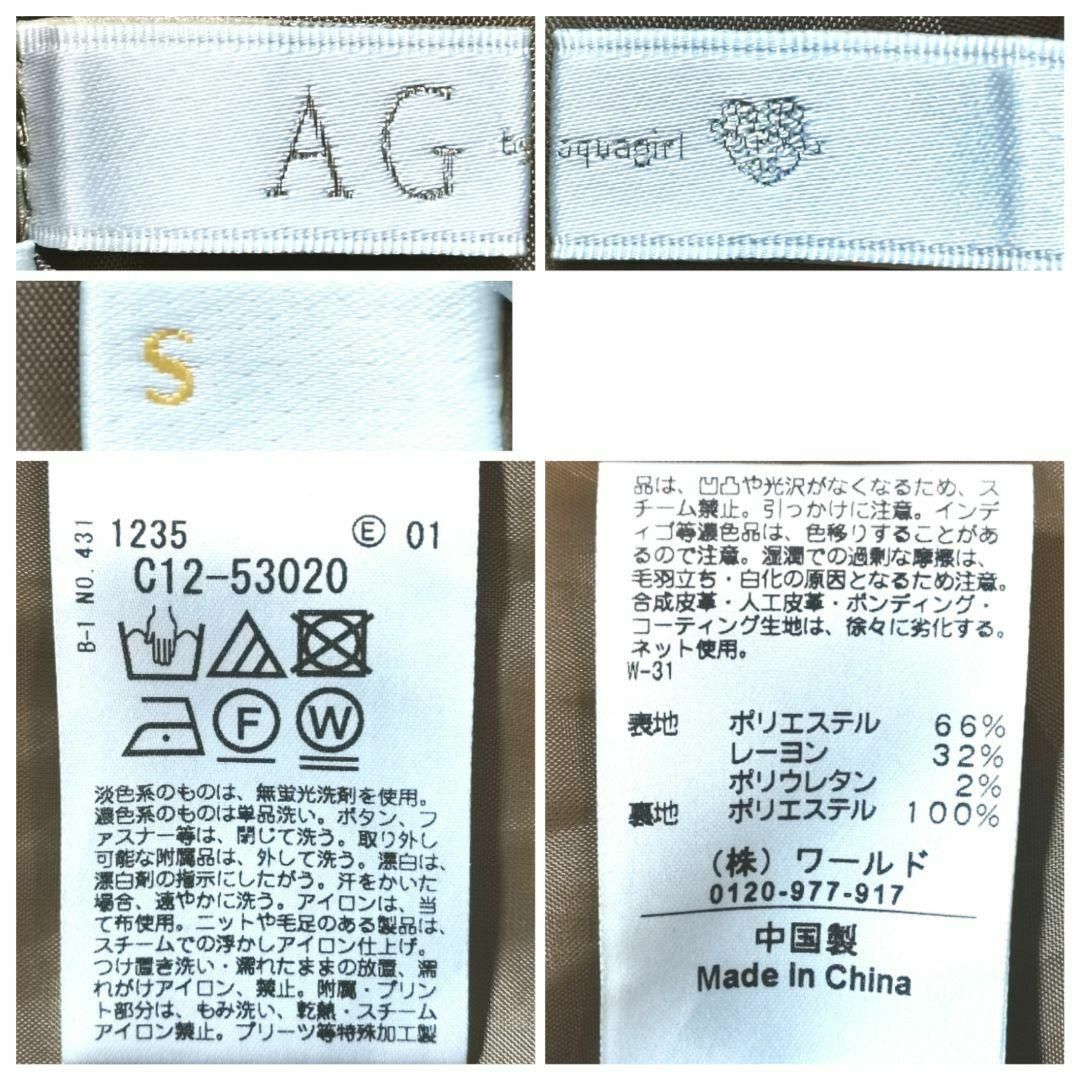 AG
by aquagirl
S
B-1 NO. 431
1235 Ⓔ 01
C12-53020
F W
淡色系のものは、無蛍光洗剤を使用。
濃色系のものは単品洗い。ボタン、フ
ァスナー等は、閉じて洗う。取り外し
可能な附属品は、外して洗う。漂白は、
漂白剤の指示にしたがう。汗をかいた
場合、速やかに洗う。アイロンは、当
て布使用。ニットや毛足のある製品は、
スチームでの浮かしアイロン仕上げ。
つけ置き洗い・濡れたままの放置、濡
れがけアイロン、禁止。附属・プリン
ト部分は、もみ洗い、乾熱・スチーム
アイロン禁止。プリーツ等特殊加工製
品は、凹凸や光沢がなくなるため、ス
チーム禁止。引っかけに注意。インデ
ィゴ等濃色品は、色移りすることがあ
るので注意。湿潤での過剰な摩擦は、
毛羽立ち・白化の原因となるため注意。
合成皮革・人工皮革・ボンディング・
コーティング生地は、徐々に劣化する。
ネット使用。
W-31
表地 ポリエステル 66%
レーヨン 32%
ポリウレタン 2%
裏地 ポリエステル 100%
(株) ワールド
0120-977-917
中国製
Made in China